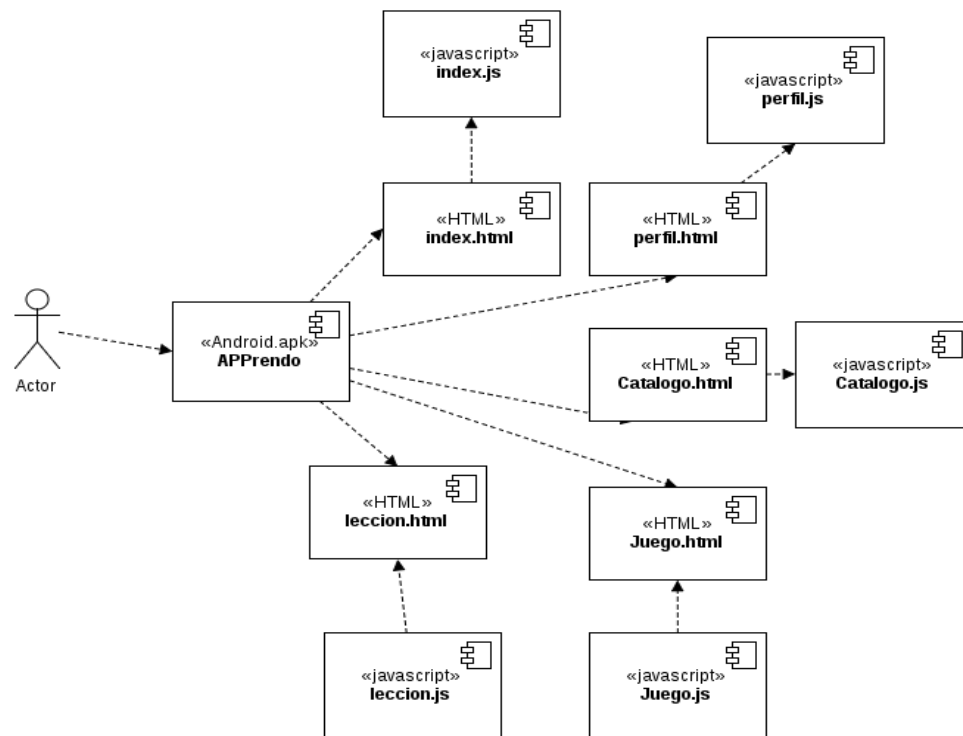 «javascript»
index.js
«javascript»
perfil.js
«HTML»
index.html
«HTML»
perfil.html
Actor
«Android.apk»
APPrendo
«HTML»
Catalogo.html
«javascript»
Catalogo.js
«HTML»
leccion.html
«HTML»
Juego.html
«javascript»
leccion.js
«javascript»
Juego.js